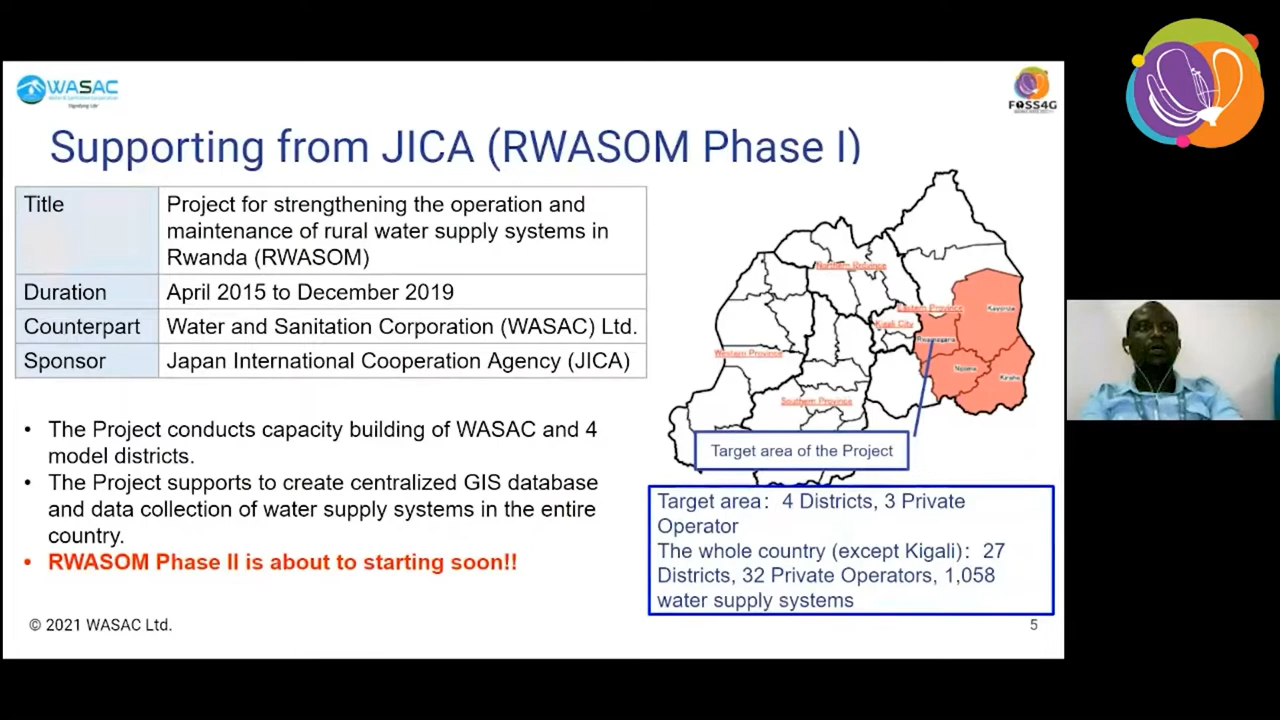 WASAC
FOSS4G
Supporting from JICA (RWASOM Phase I)
Title
Project for strengthening the operation and
maintenance of rural water supply systems in
Rwanda (RWASOM)
Duration
April 2015 to December 2019
Counterpart
Water and Sanitation Corporation (WASAC) Ltd.
Sponsor
Japan International Cooperation Agency (JICA)
• The Project conducts capacity building of WASAC and 4
model districts.
• The Project supports to create centralized GIS database
and data collection of water supply systems in the entire
country.
• RWASOM Phase II is about to starting soon!!
Northern Province
Eastern Province
Kayonza
Kigali City
Rwamagana
Western Province
Ngoma
Kirehe
Southern Province
Target area of the Project
Target area： 4 Districts, 3 Private
Operator
The whole country (except Kigali)： 27
Districts, 32 Private Operators, 1,058
water supply systems
© 2021 WASAC Ltd.
5